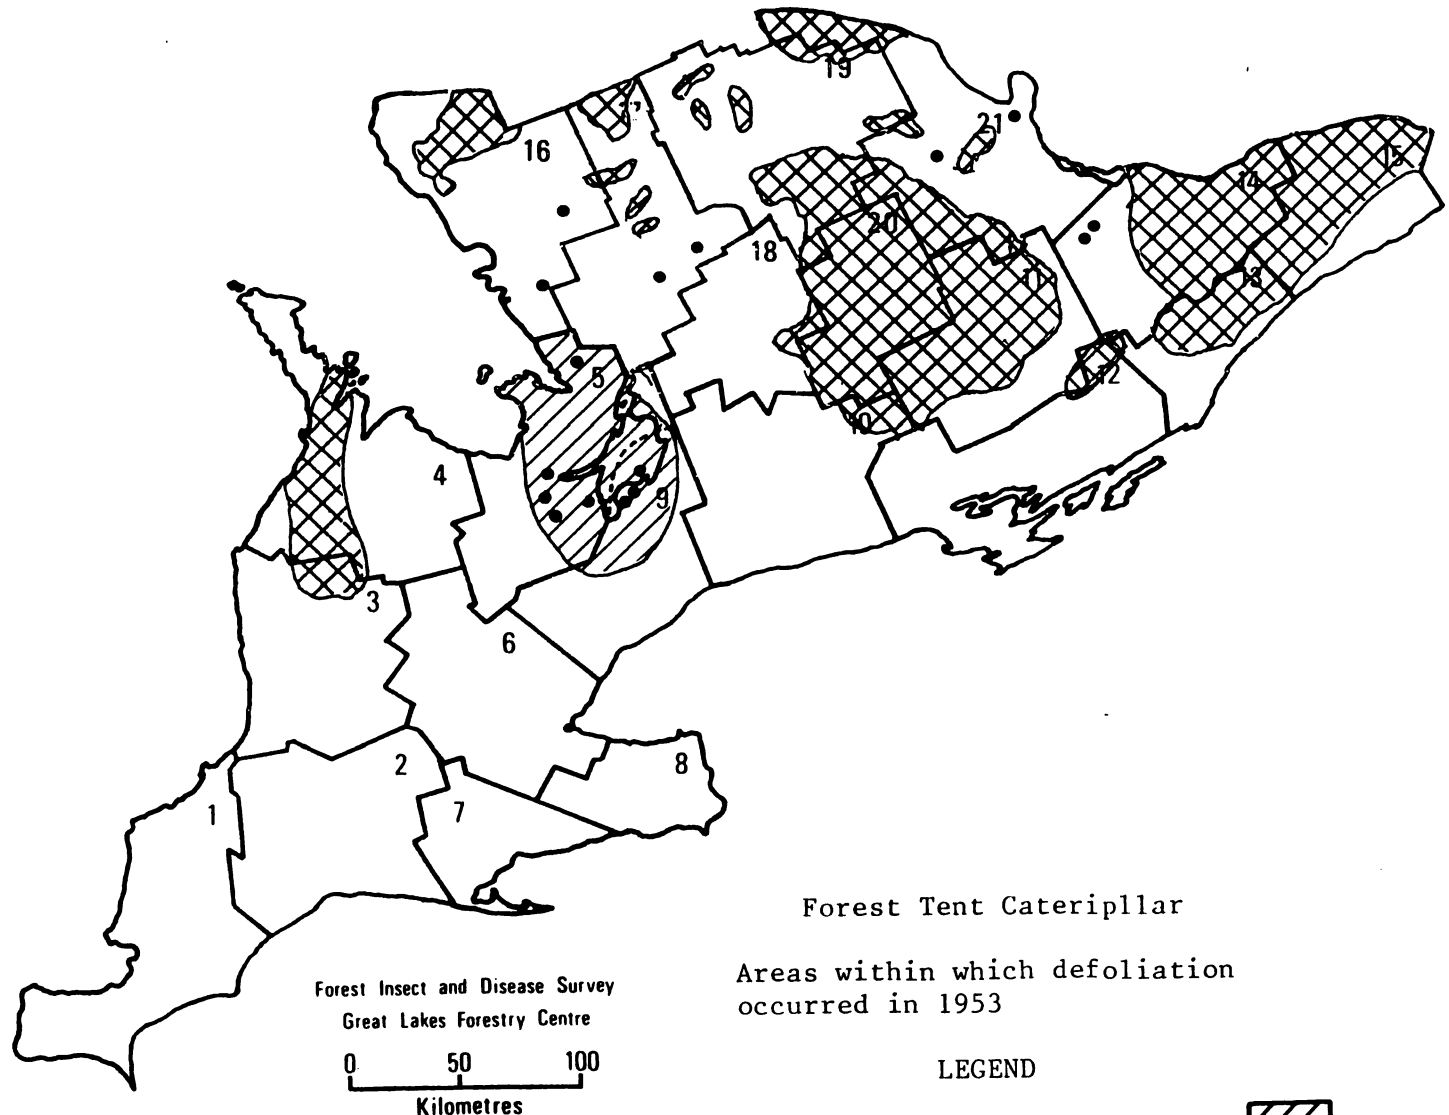 19
21
15
14
16
20
18
11
13
5
12
10
4
9
3
6
2
8
1
7
Forest Tent Cateripllar
Areas within which defoliation
occurred in 1953
LEGEND
Forest Insect and Disease Survey
Great Lakes Forestry Centre
0 50 100
Kilometres